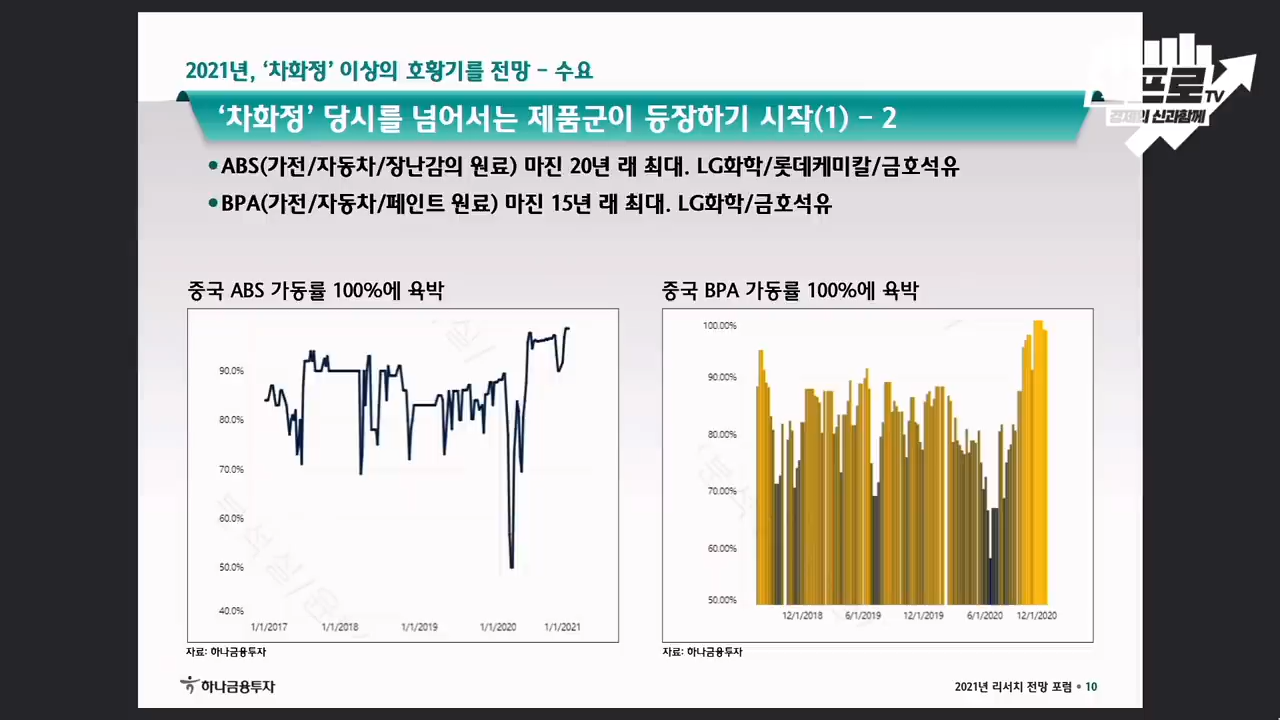 2021년, ‘차화정’ 이상의 호황기를 전망 – 수요
‘차화정’ 당시를 넘어서는 제품군이 등장하기 시작(1) – 2
•ABS(가전/자동차/장난감의 원료) 마진 20년 래 최대. LG화학/롯데케미칼/금호석유
•BPA(가전/자동차/페인트 원료) 마진 15년 래 최대. LG화학/금호석유
프로TV
경제의 신과함께
중국 ABS 가동률 100%에 육박
90.0%
80.0%
70.0%
60.0%
50.0%
40.0%
1/1/2017 1/1/2018 1/1/2019 1/1/2020 1/1/2021
자료: 하나금융투자
중국 BPA 가동률 100%에 육박
100.00%
90.00%
80.00%
70.00%
60.00%
50.00%
12/1/2018 6/1/2019 12/1/2019 6/1/2020 12/1/2020
자료: 하나금융투자
하나금융투자
2021년 리서치 전망 포럼 • 10